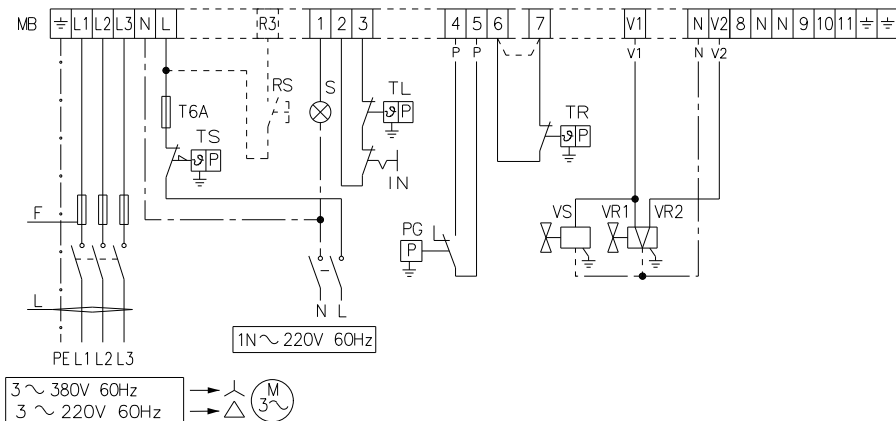 MB L1 L2 L3 N L R3 1 2 3 4 5 6 7 V1 N V2 8 N N 9 10 11
P P V1 N V2
RS S TL
T6A ϑ P TR
TS ϑ P
ϑ P
IN
F PG VS VR1 VR2
P
L N L
1N ~ 220V 60Hz
PE L1 L2 L3
3 ~ 380V 60Hz M
3 ~ 220V 60Hz 3~